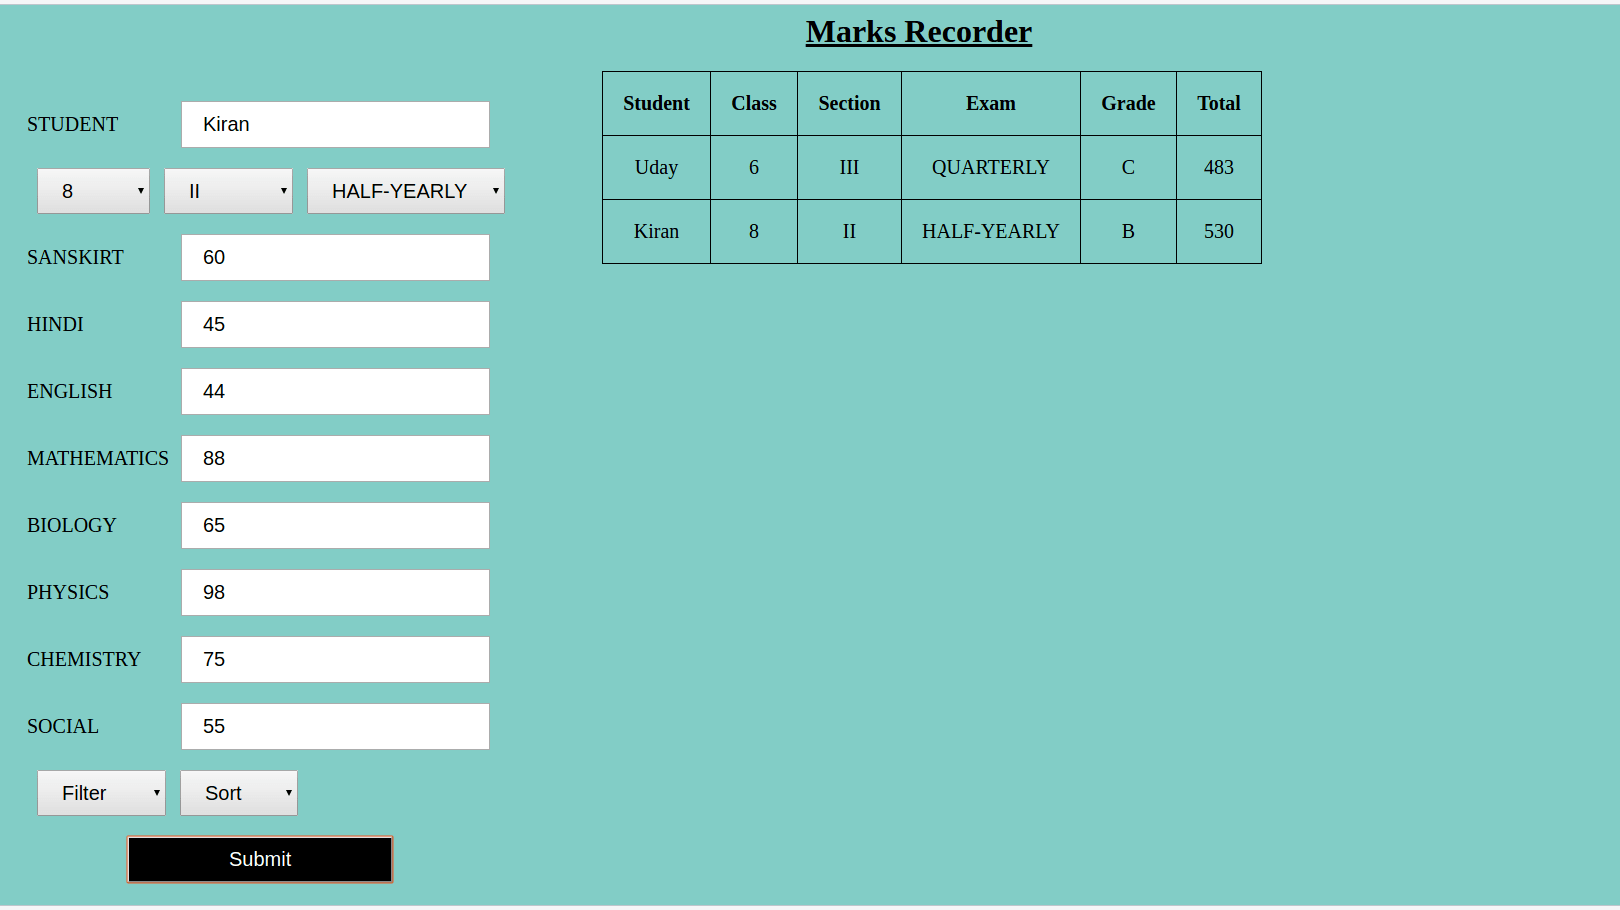 Marks Recorder
STUDENT Kiran
8 II HALF-YEARLY
SANSKIRT 60
HINDI 45
ENGLISH 44
MATHEMATICS 88
BIOLOGY 65
PHYSICS 98
CHEMISTRY 75
SOCIAL 55
Filter Sort
Submit
Student Class Section Exam Grade Total
Uday 6 III QUARTERLY C 483
Kiran 8 II HALF-YEARLY B 530